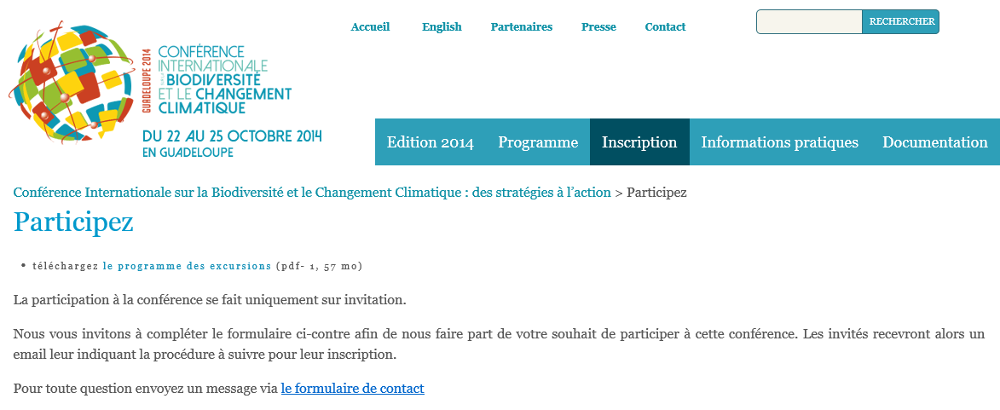 Accueil English Partenaires Presse Contact
RECHERCHER
GUADELOUPE 2014
CONFÉRENCE
INTERNATIONALE
SUR LA BIODIVERSITÉ
ET LE CHANGEMENT
CLIMATIQUE
DU 22 AU 25 OCTOBRE 2014
EN GUADELOUPE
Edition 2014 Programme Inscription Informations pratiques Documentation
Conférence Internationale sur la Biodiversité et le Changement Climatique : des stratégies à l’action > Participez
Participez
• téléchargez le programme des excursions (pdf- 1, 57 mo)
La participation à la conférence se fait uniquement sur invitation.
Nous vous invitons à compléter le formulaire ci-contre afin de nous faire part de votre souhait de participer à cette conférence. Les invités recevront alors un
email leur indiquant la procédure à suivre pour leur inscription.
Pour toute question envoyez un message via le formulaire de contact